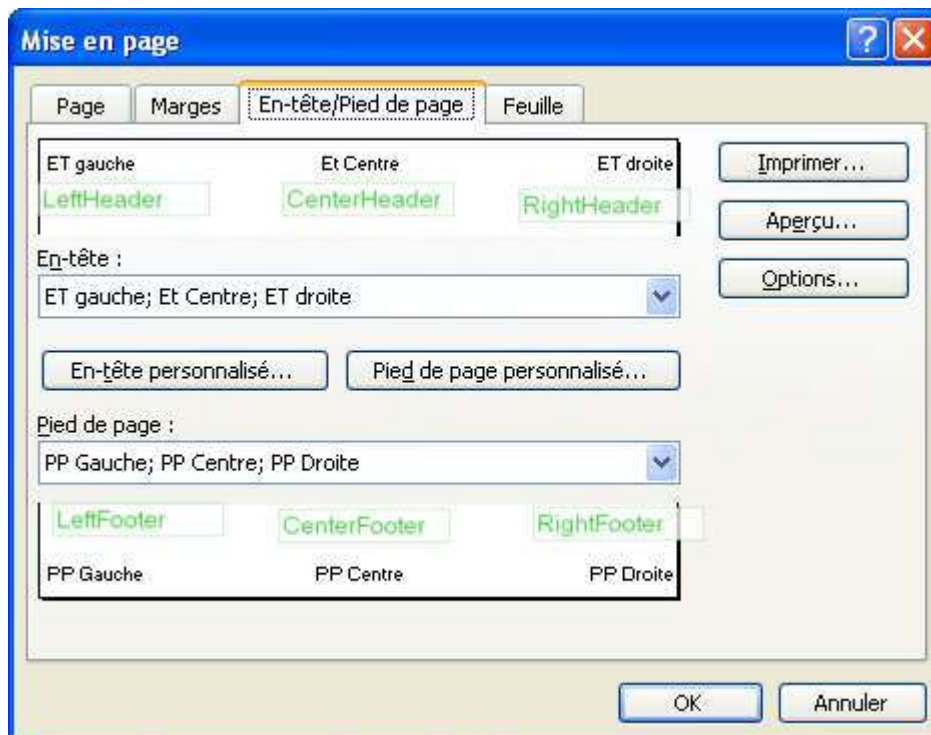 Mise en page
Page Marges En-tête/Pied de page Feuille
ET gauche Et Centre ET droite
LeftHeader CenterHeader RightHeader
Imprimer...
Aperçu...
Options...
En-tête :
ET gauche; Et Centre; ET droite
En-tête personnalisé... Pied de page personnalisé...
Pied de page :
PP Gauche; PP Centre; PP Droite
LeftFooter CenterFooter RightFooter
PP Gauche PP Centre PP Droite
OK Annuler